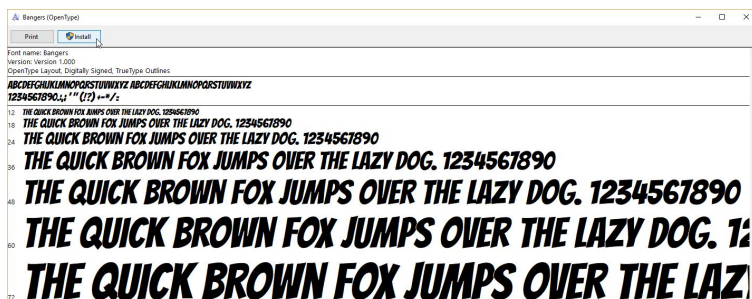 Bangers (OpenType)
Print Install
Font name: Bangers
Version: Version 1.000
OpenType Layout, Digitally Signed, TrueType Outlines
ABCDEFGHIJKLMNOPQRSTUVWXYZ ABCDEFGHIJKLMNOPQRSTUVWXYZ
1234567890.:,; ' " (!?) +-*/=
12 THE QUICK BROWN FOX JUMPS OVER THE LAZY DOG. 1234567890
18 THE QUICK BROWN FOX JUMPS OVER THE LAZY DOG. 1234567890
24 THE QUICK BROWN FOX JUMPS OVER THE LAZY DOG. 1234567890
36 THE QUICK BROWN FOX JUMPS OVER THE LAZY DOG. 1234567890
48 THE QUICK BROWN FOX JUMPS OVER THE LAZY DOG. 1234567890
60 THE QUICK BROWN FOX JUMPS OVER THE LAZY DOG. 12
72 THE QUICK BROWN FOX JUMPS OVER THE LAZ